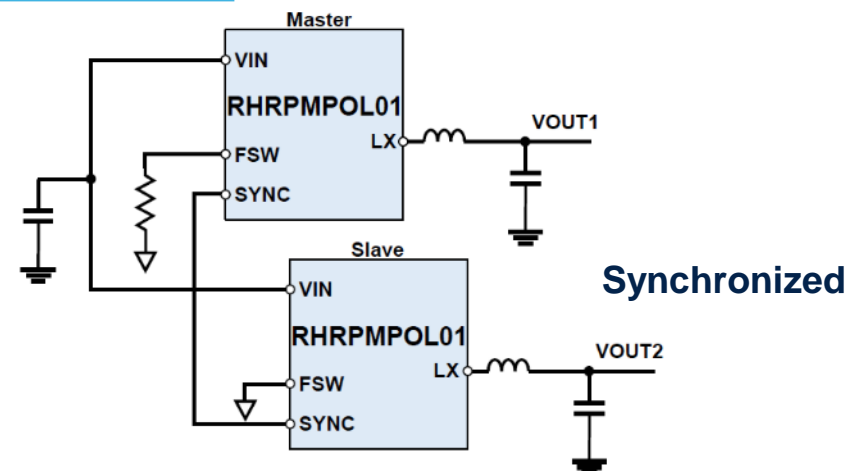 Master
VIN
RHRPMPOL01
LX
VOUT1
FSW
SYNC
Slave
Synchronized
VIN
RHRPMPOL01
VOUT2
LX
FSW
SYNC